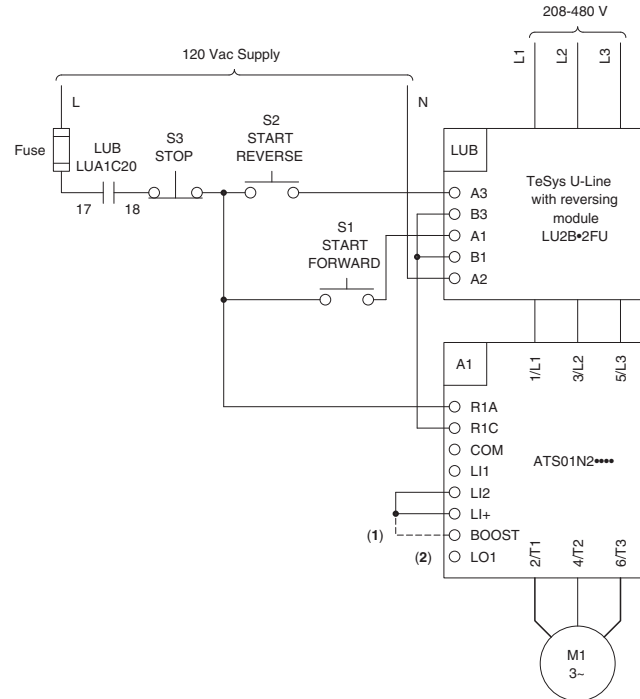 208-480 V
L1
L2
L3
120 Vac Supply
L
N
Fuse
LUB
LUA1C20
17
18
S3
STOP
S2
START
REVERSE
S1
START
FORWARD
LUB
A3
B3
A1
B1
A2
TeSys U-Line
with reversing
module
LU2B•2FU
A1
1/L1
3/L2
5/L3
R1A
R1C
COM
LI1
LI2
LI+
BOOST
LO1
(1)
(2)
ATS01N2••••
2/T1
4/T2
6/T3
M1
3~